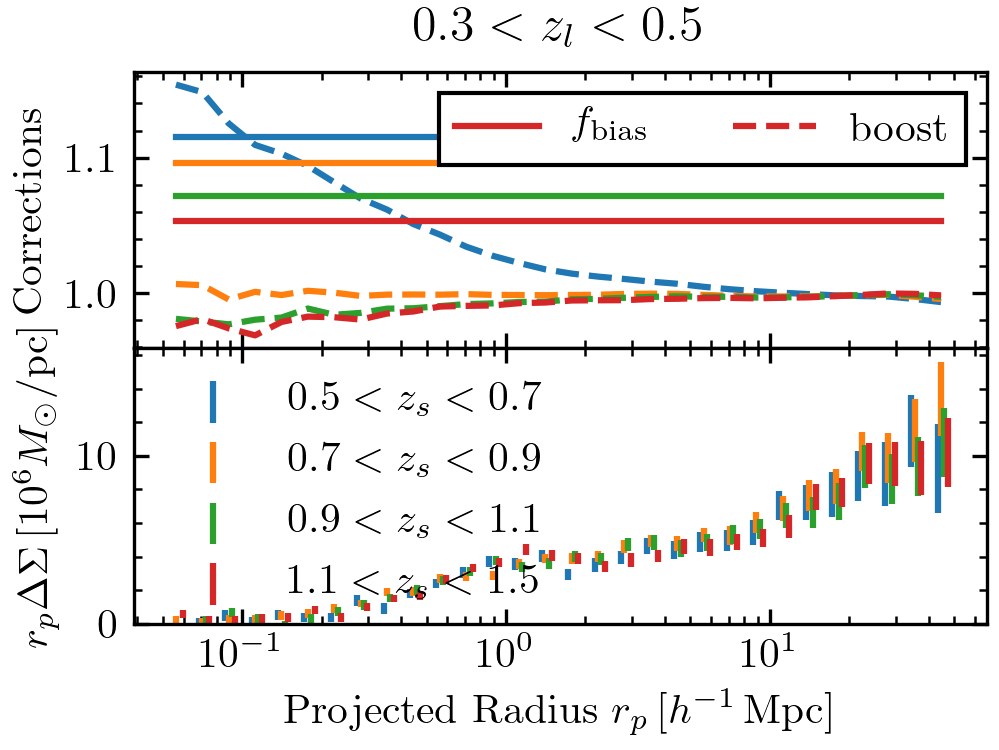 0.3 < z_l < 0.5
Corrections
1.1
1.0
f_bias
boost
r_p ΔΣ [10^6 M_⊙/pc]
10
0
0.5 < z_s < 0.7
0.7 < z_s < 0.9
0.9 < z_s < 1.1
1.1 < z_s < 1.5
10^−1 10^0 10^1
Projected Radius r_p [h^−1 Mpc]